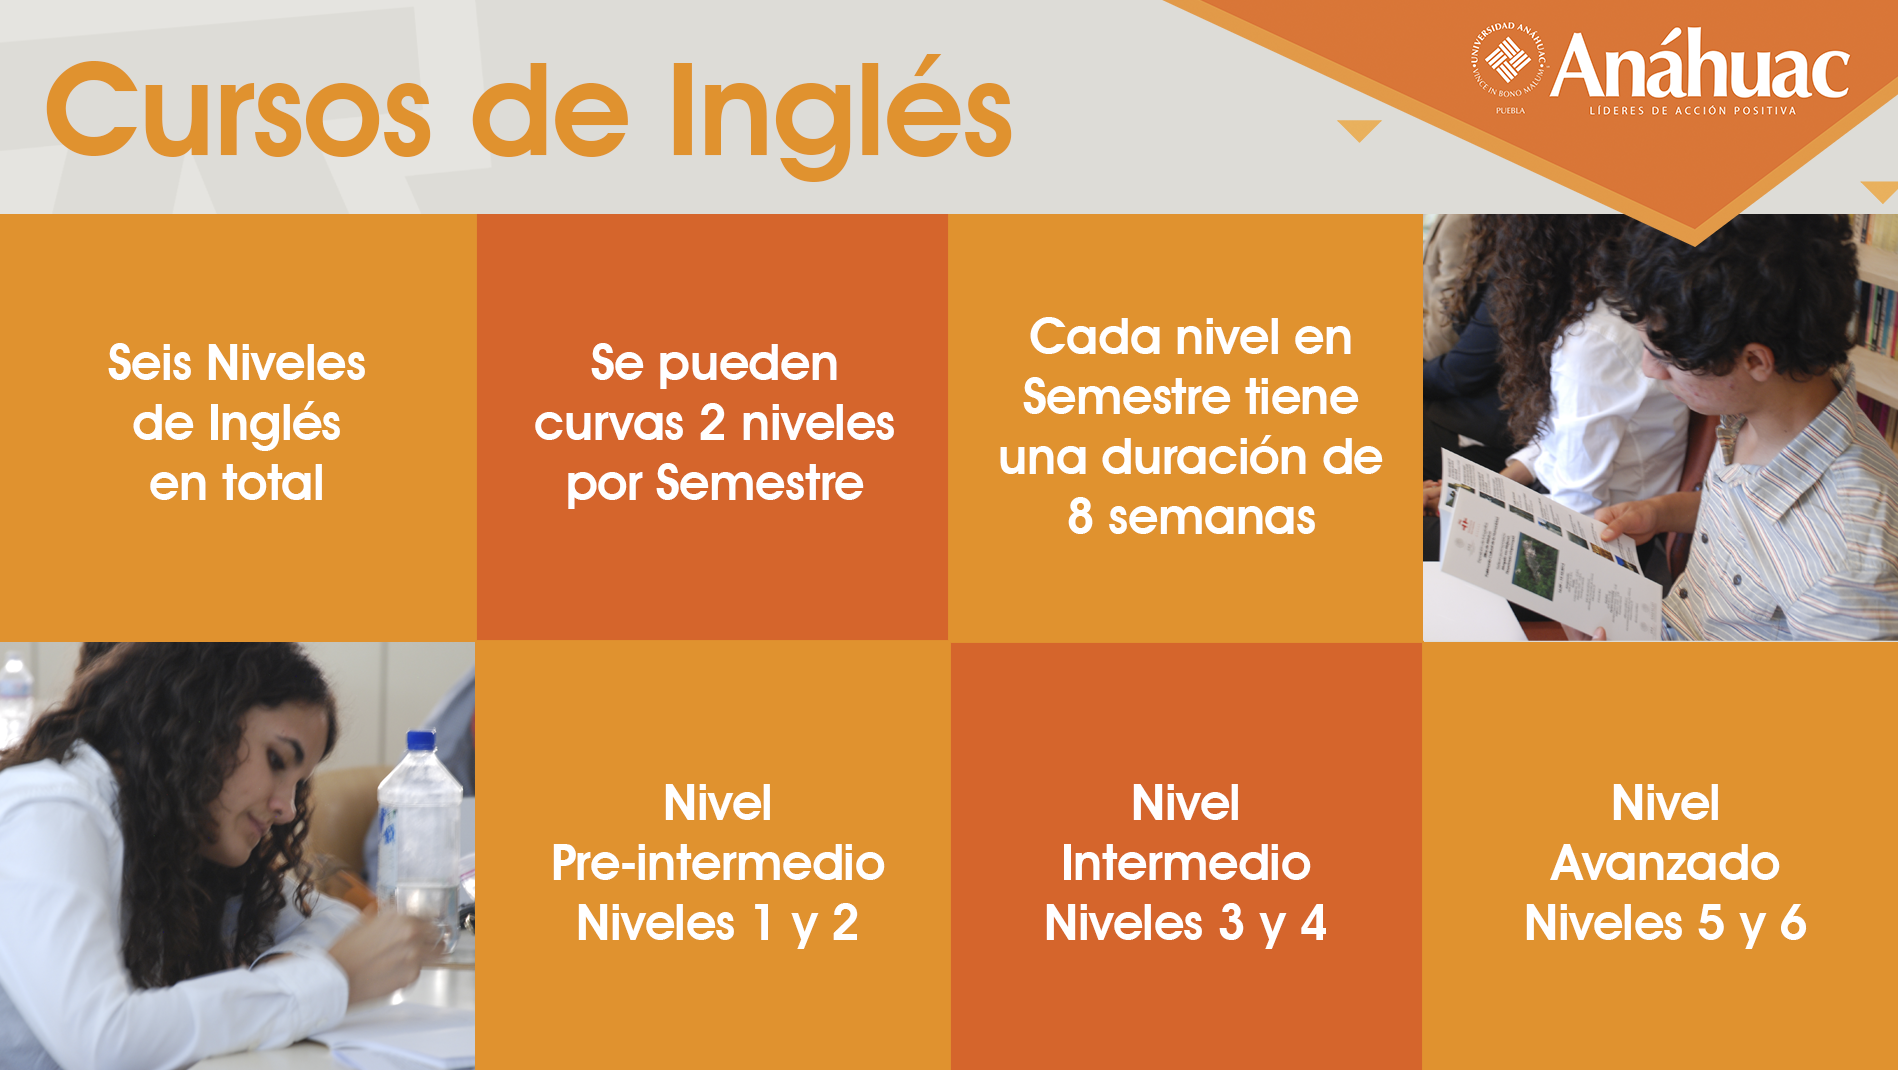 Cursos de Inglés
UNIVERSIDAD ANÁHUAC
VINCE IN BONO MALUM
PUEBLA
Anáhuac
LÍDERES DE ACCIÓN POSITIVA
Seis Niveles
de Inglés
en total
Se pueden
curvas 2 niveles
por Semestre
Cada nivel en
Semestre tiene
una duración de
8 semanas
Nivel
Pre-intermedio
Niveles 1 y 2
Nivel
Intermedio
Niveles 3 y 4
Nivel
Avanzado
Niveles 5 y 6